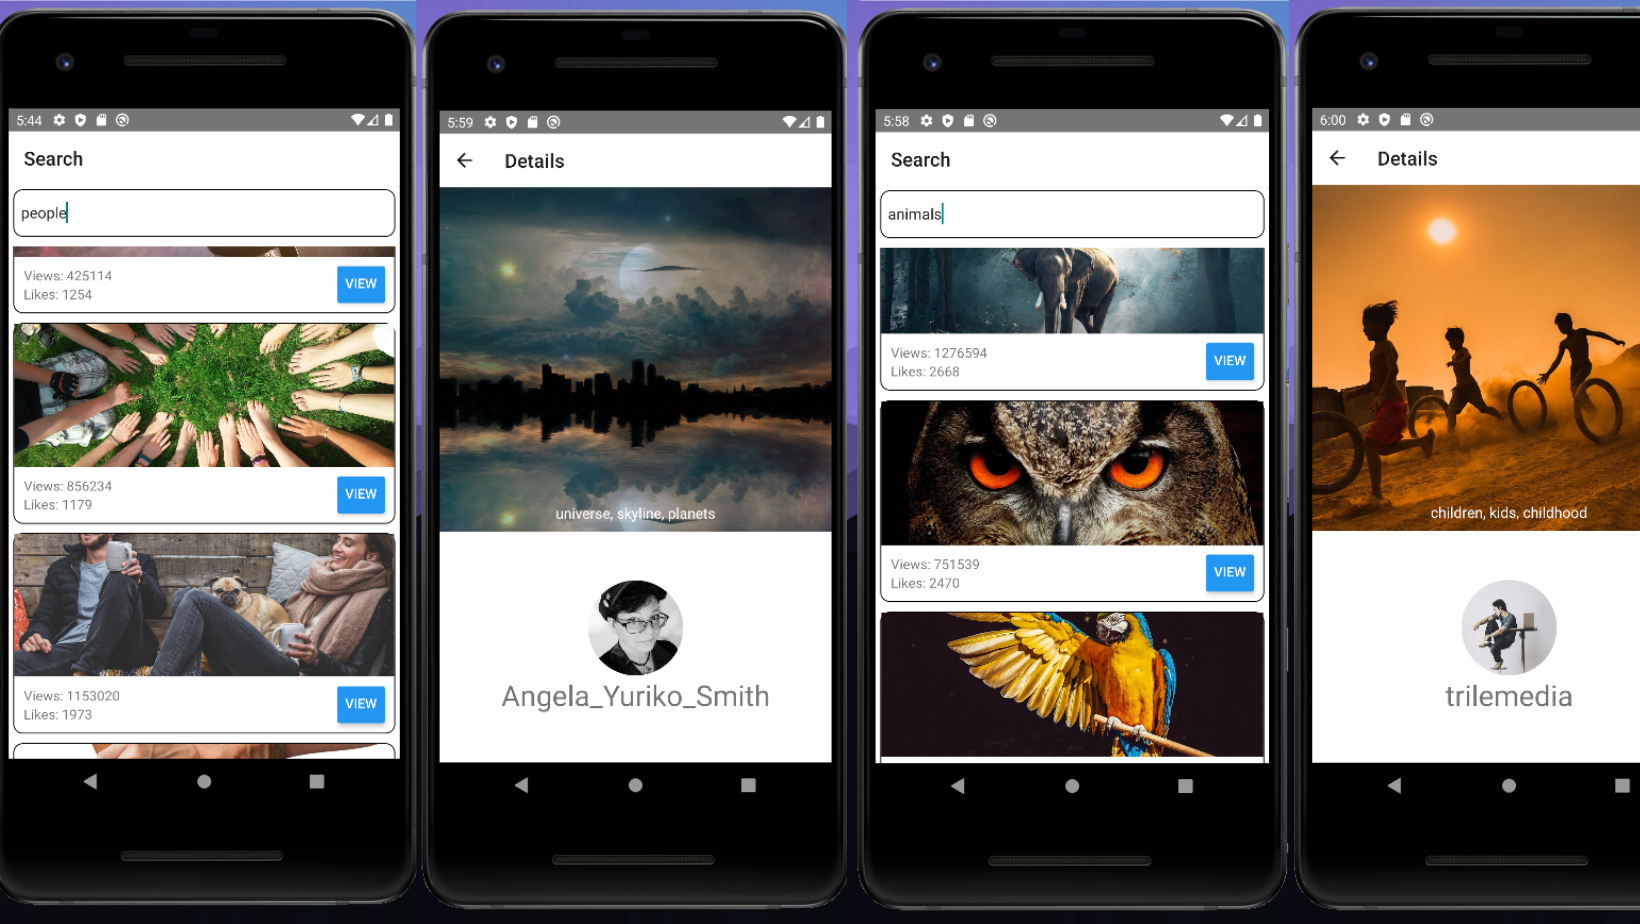 5:44
Search
people
Views: 425114
Likes: 1254
VIEW
Views: 856234
Likes: 1179
VIEW
Views: 1153020
Likes: 1973
VIEW
5:59
Details
universe, skyline, planets
Angela_Yuriko_Smith
5:58
Search
animals
Views: 1276594
Likes: 2668
VIEW
Views: 751539
Likes: 2470
VIEW
6:00
Details
children, kids, childhood
trilemedia